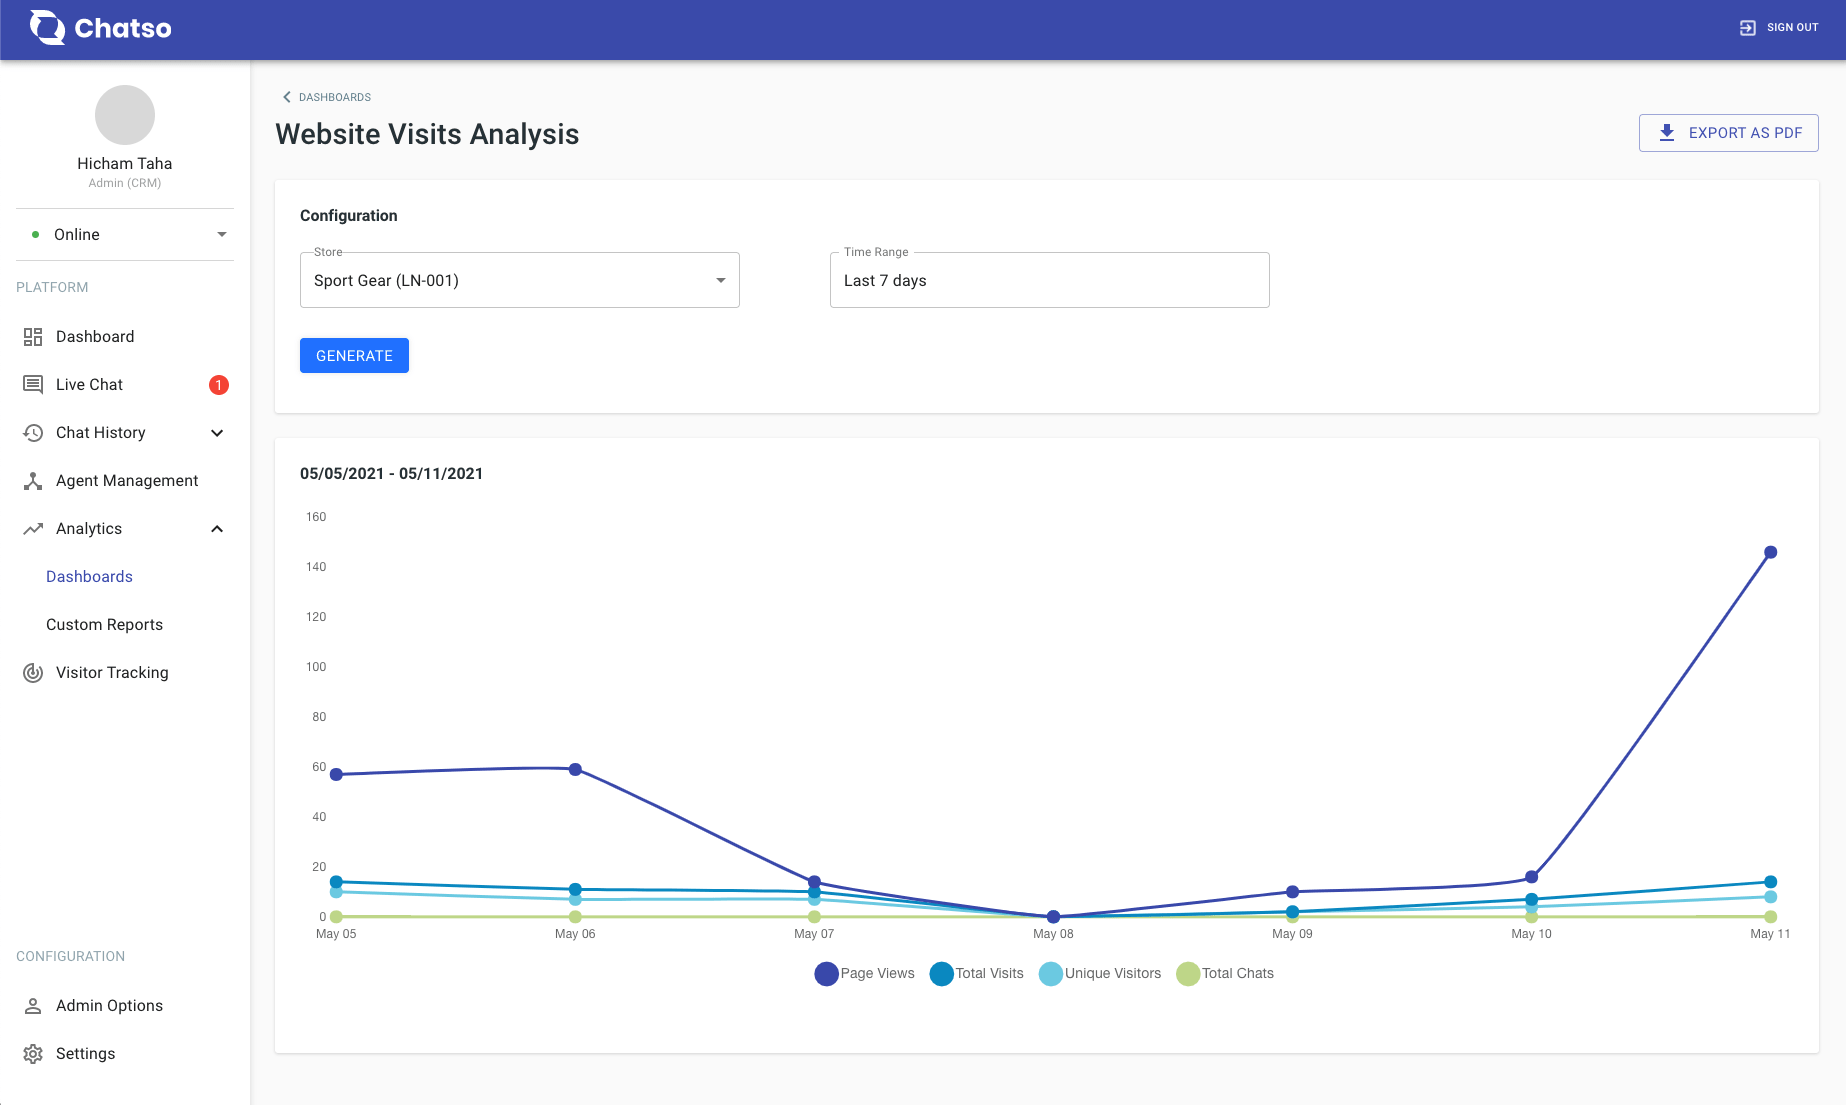 Chatso
SIGN OUT
Hicham Taha
Admin (CRM)
Online
PLATFORM
Dashboard
Live Chat 1
Chat History
Agent Management
Analytics
Dashboards
Custom Reports
Visitor Tracking
CONFIGURATION
Admin Options
Settings
DASHBOARDS
Website Visits Analysis
EXPORT AS PDF
Configuration
Store
Sport Gear (LN-001)
Time Range
Last 7 days
GENERATE
05/05/2021 - 05/11/2021
160
140
120
100
80
60
40
20
0
May 05 May 06 May 07 May 08 May 09 May 10 May 11
Page Views Total Visits Unique Visitors Total Chats